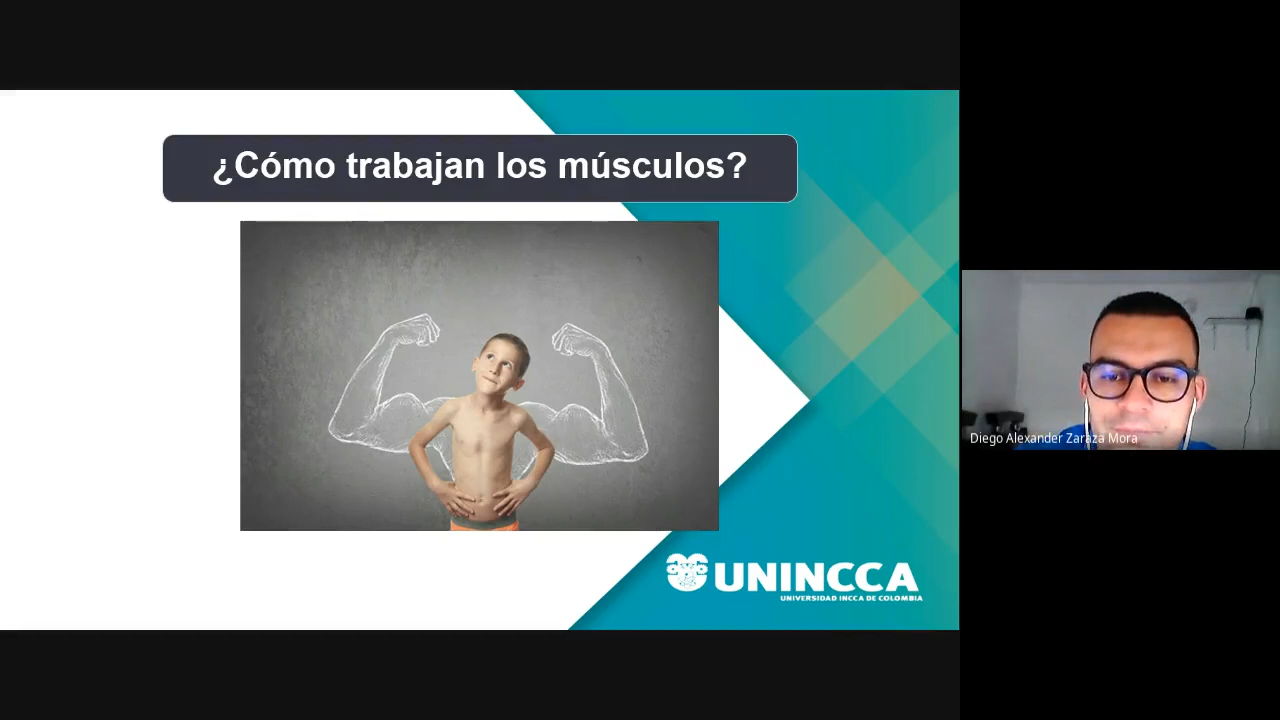 ¿Cómo trabajan los músculos?
Diego Alexander Zaraza Mora
UNINCCA
UNIVERSIDAD INCCA DE COLOMBIA